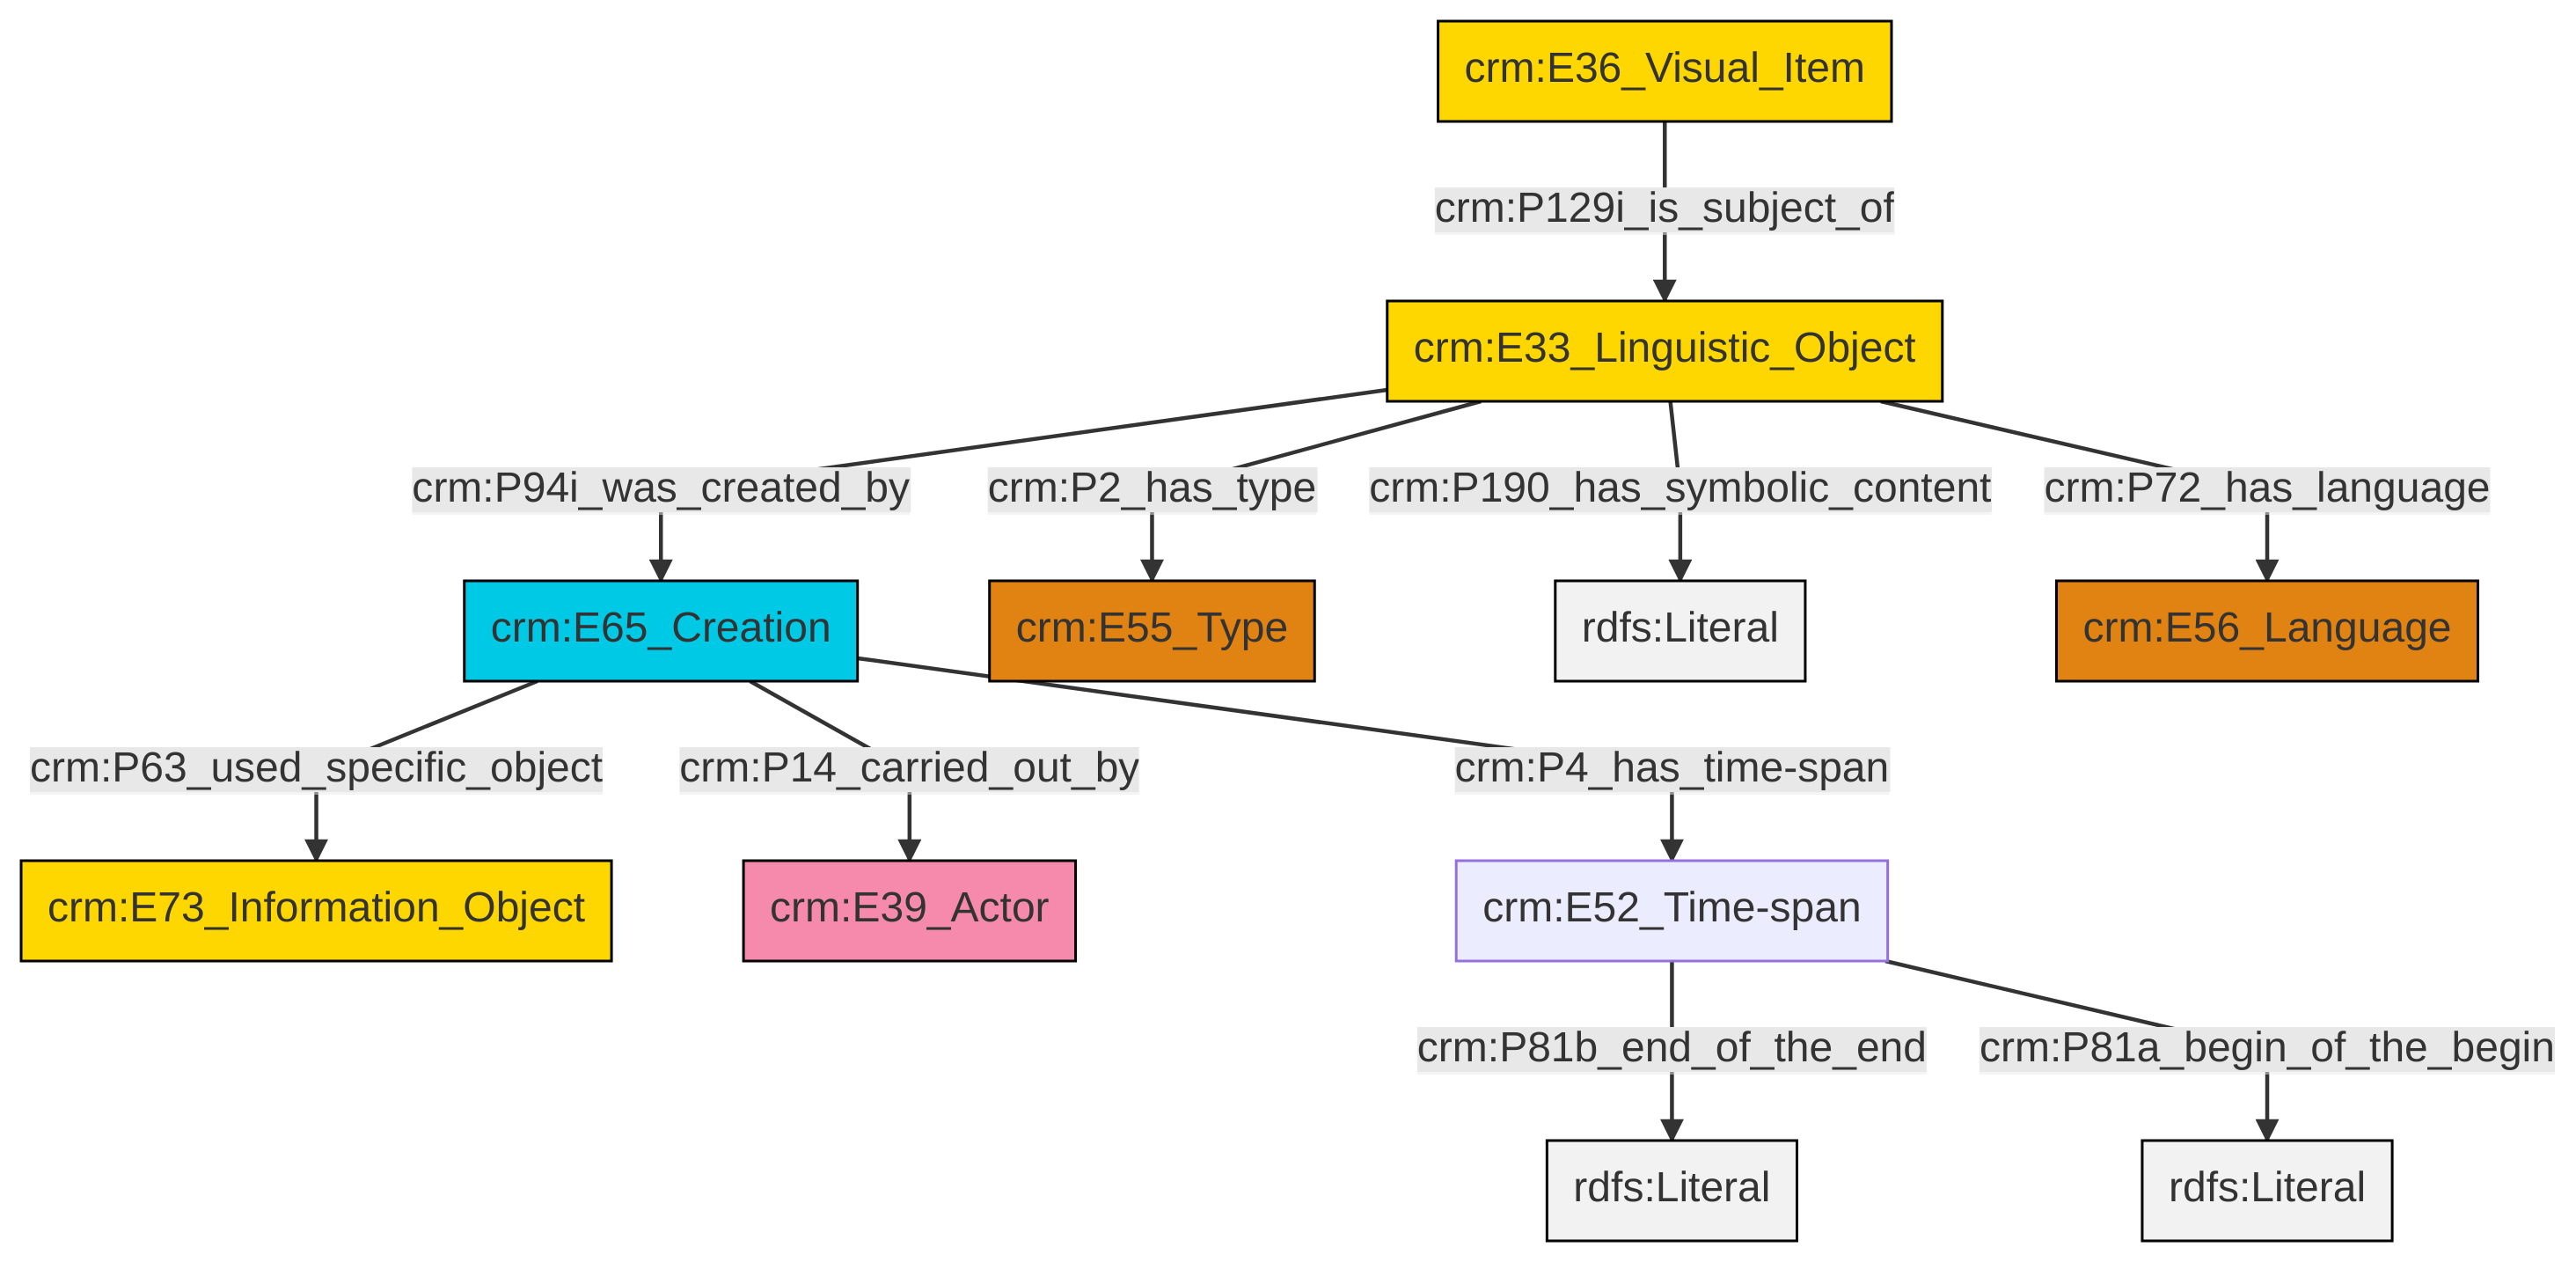 crm:E36_Visual_Item
crm:P129i_is_subject_of
crm:E33_Linguistic_Object
crm:P94i_was_created_by
crm:P2_has_type
crm:P190_has_symbolic_content
crm:P72_has_language
crm:E65_Creation
crm:E55_Type
rdfs:Literal
crm:E56_Language
crm:P63_used_specific_object
crm:P14_carried_out_by
crm:P4_has_time-span
crm:E73_Information_Object
crm:E39_Actor
crm:E52_Time-span
crm:P81b_end_of_the_end
crm:P81a_begin_of_the_begin
rdfs:Literal
rdfs:Literal